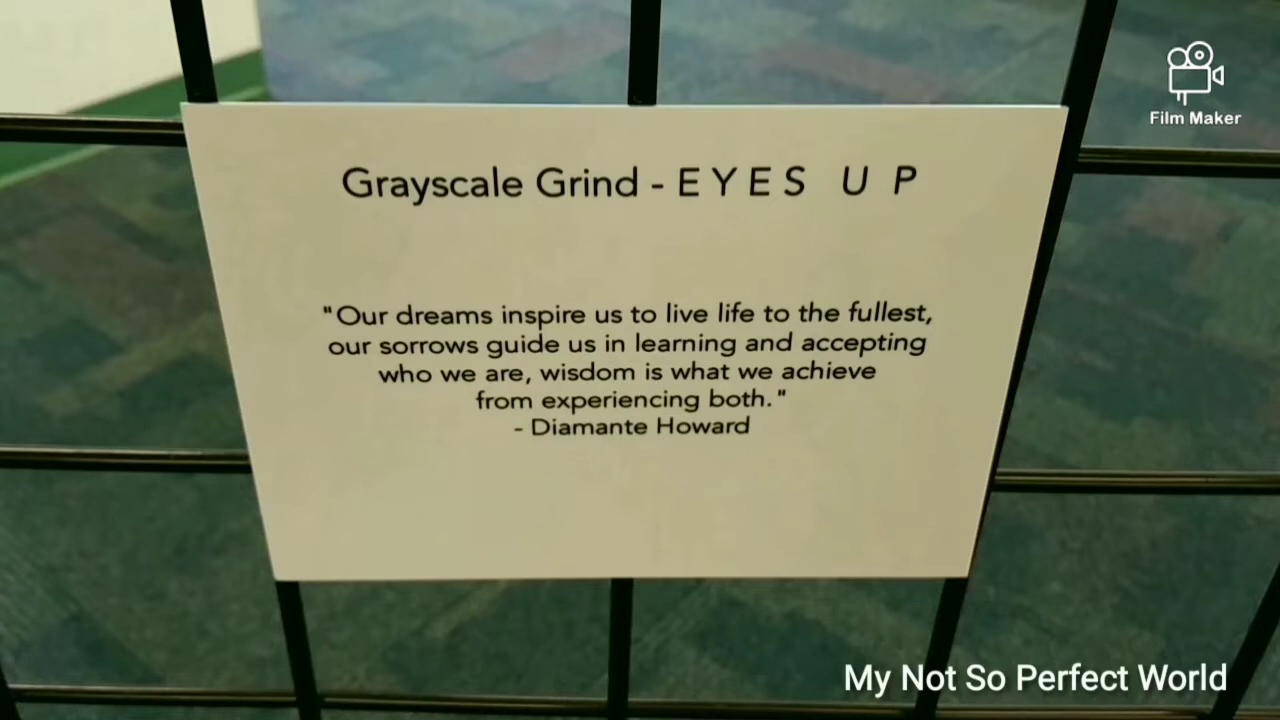 Film Maker
Grayscale Grind - EYES UP
"Our dreams inspire us to live life to the fullest,
our sorrows guide us in learning and accepting
who we are, wisdom is what we achieve
from experiencing both."
- Diamante Howard
My Not So Perfect World